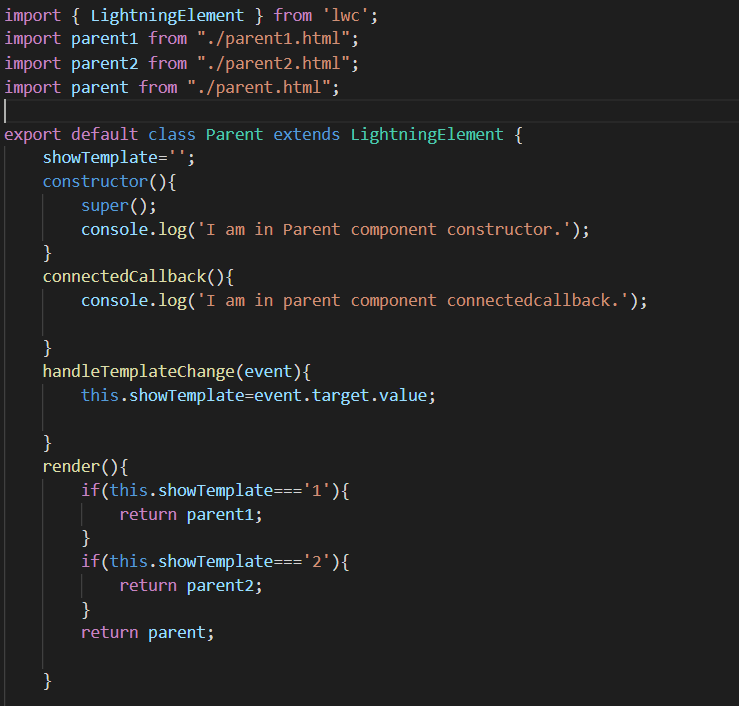 import { LightningElement } from 'lwc';
import parent1 from "./parent1.html";
import parent2 from "./parent2.html";
import parent from "./parent.html";
export default class Parent extends LightningElement {
showTemplate='';
constructor(){
super();
console.log('I am in Parent component constructor.');
}
connectedCallback(){
console.log('I am in parent component connectedcallback.');
}
handleTemplateChange(event){
this.showTemplate=event.target.value;
}
render(){
if(this.showTemplate==='1'){
return parent1;
}
if(this.showTemplate==='2'){
return parent2;
}
return parent;
}